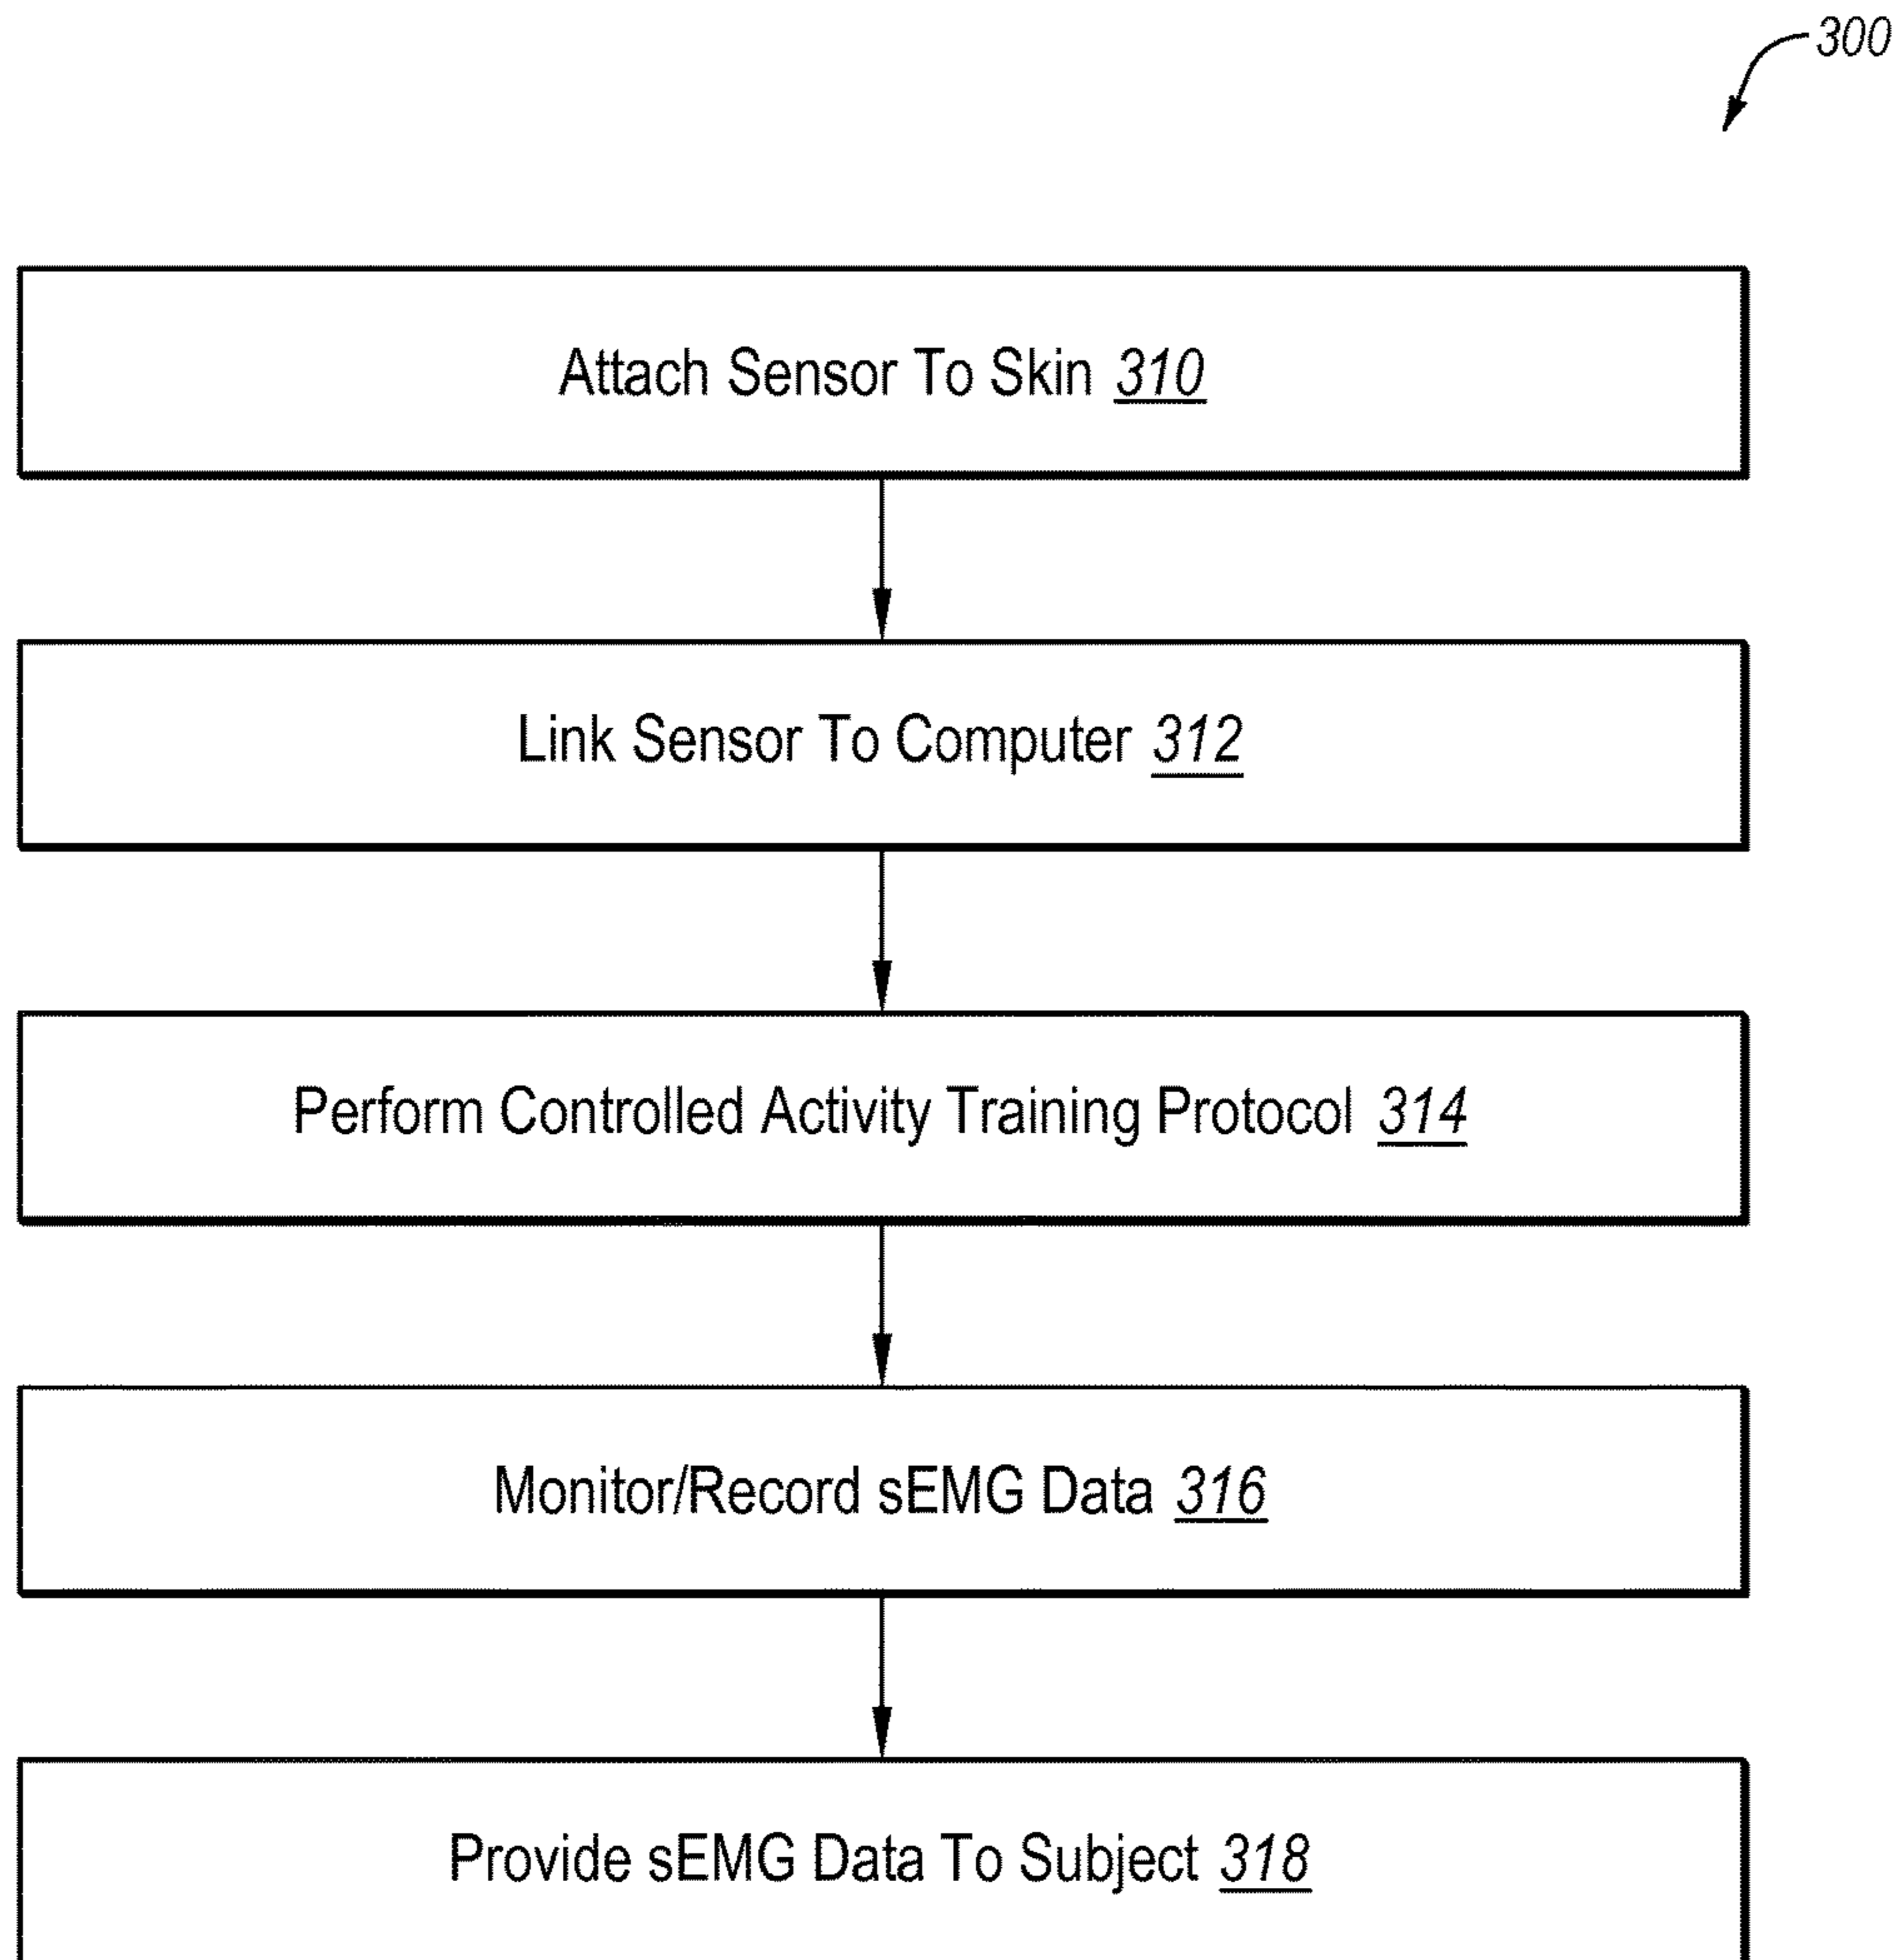 300
Attach Sensor To Skin 310
Link Sensor To Computer 312
Perform Controlled Activity Training Protocol 314
Monitor/Record sEMG Data 316
Provide sEMG Data To Subject 318